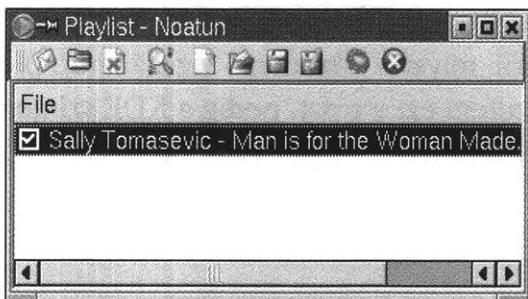 Playlist - Noatun
File
Sally Tomasevic - Man is for the Woman Made.